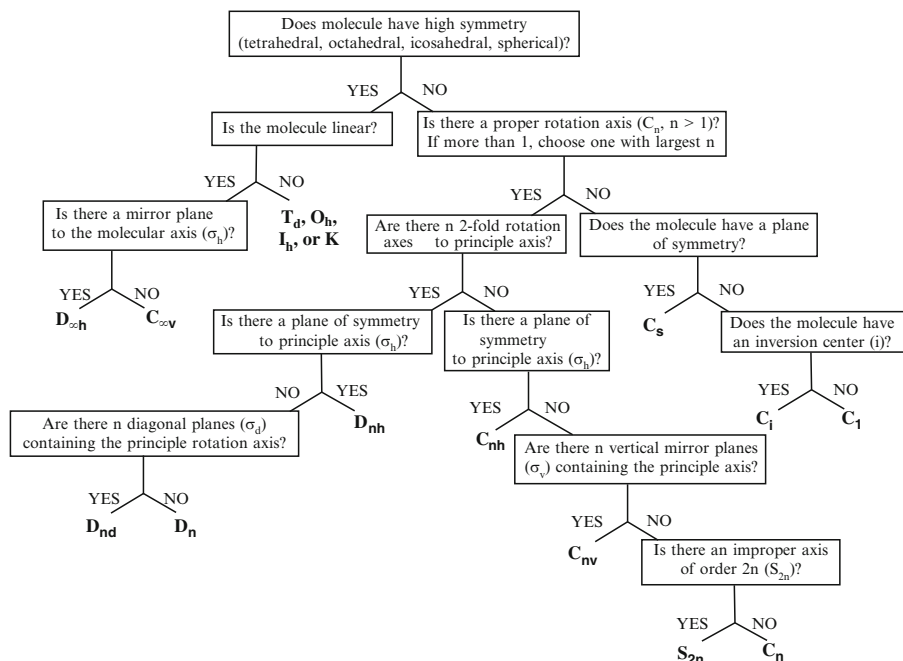 Does molecule have high symmetry
(tetrahedral, octahedral, icosahedral, spherical)?
YES
NO
Is the molecule linear?
Is there a proper rotation axis (Cn, n > 1)?
If more than 1, choose one with largest n
YES
NO
YES
NO
Is there a mirror plane
to the molecular axis (σh)?
Td, Oh,
Ih, or K
Are there n 2-fold rotation
axes to principle axis?
Does the molecule have a plane
of symmetry?
YES
NO
YES
NO
YES
NO
D∞h
C∞v
Is there a plane of symmetry
to principle axis (σh)?
Is there a plane of
symmetry
to principle axis (σh)?
Cs
Does the molecule have
an inversion center (i)?
NO
YES
YES
NO
YES
NO
Are there n diagonal planes (σd)
containing the principle rotation axis?
Dnh
Cnh
Ci
C1
Are there n vertical mirror planes
(σv) containing the principle axis?
YES
NO
Dnd
Dn
YES
NO
Cnv
Is there an improper axis
of order 2n (S2n)?
YES
NO
S2n
Cn